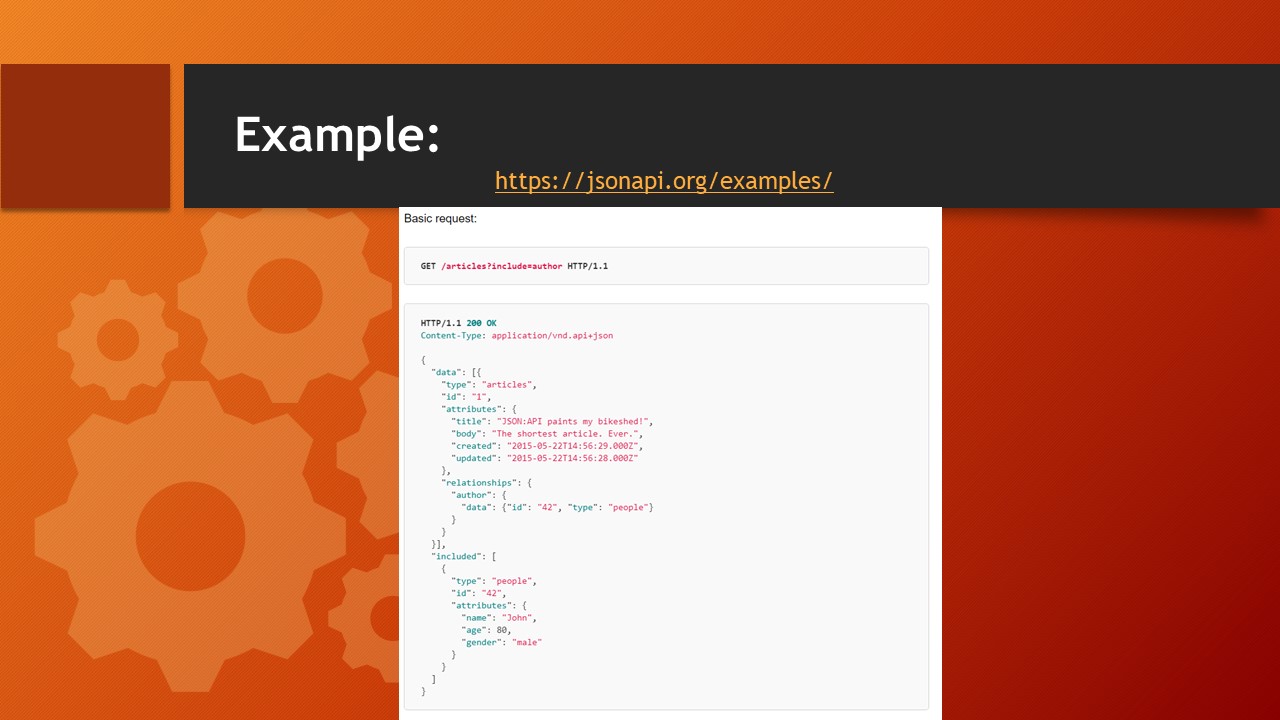 Example:
https://jsonapi.org/examples/
Basic request:
GET /articles?include=author HTTP/1.1
HTTP/1.1 200 OK
Content-Type: application/vnd.api+json
{
  "data": [{
    "type": "articles",
    "id": "1",
    "attributes": {
      "title": "JSON:API paints my bikeshed!",
      "body": "The shortest article. Ever.",
      "created": "2015-05-22T14:56:29.000Z",
      "updated": "2015-05-22T14:56:28.000Z"
    },
    "relationships": {
      "author": {
        "data": {"id": "42", "type": "people"}
      }
    }
  }],
  "included": [
    {
      "type": "people",
      "id": "42",
      "attributes": {
        "name": "John",
        "age": 80,
        "gender": "male"
      }
    }
  ]
}